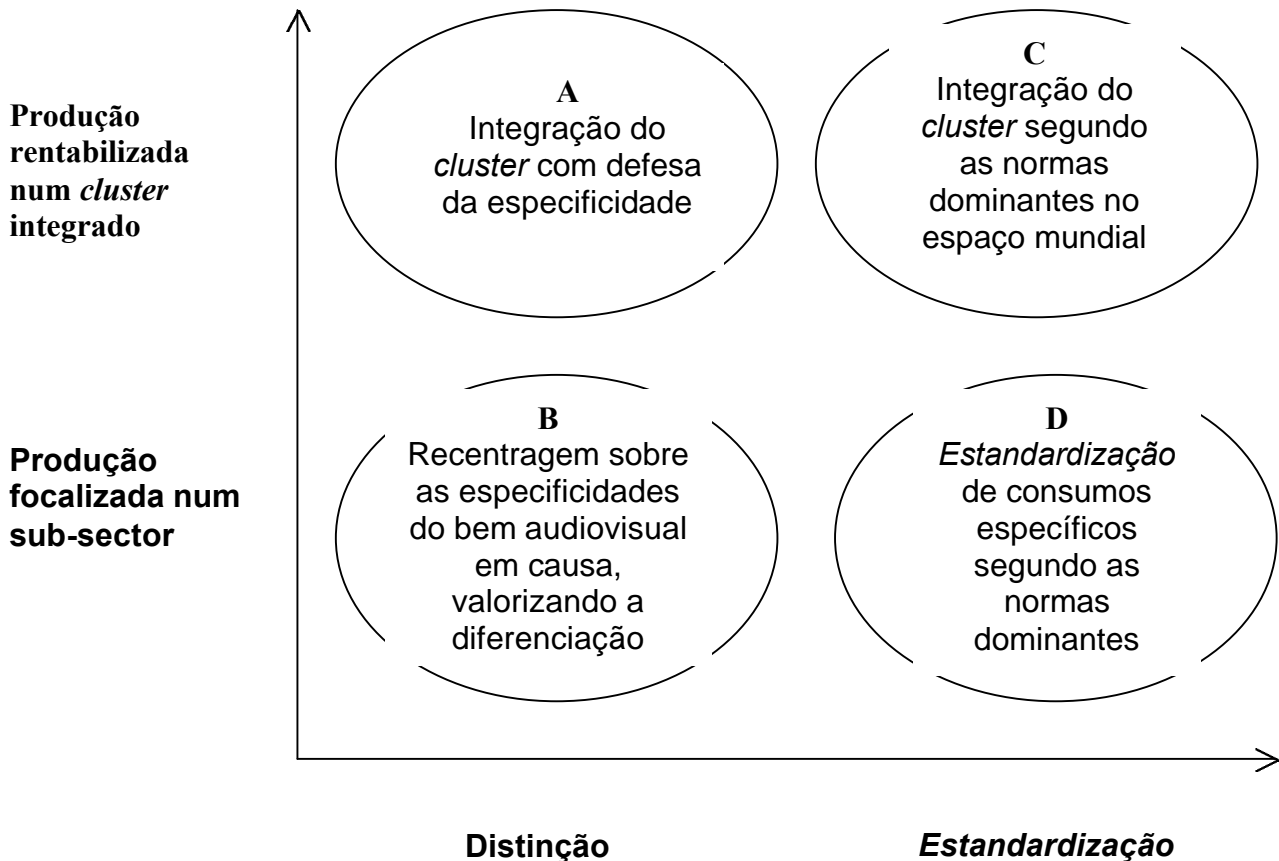 Produção
rentabilizada
num cluster
integrado
A
Integração do
cluster com defesa
da especificidade
C
Integração do
cluster segundo
as normas
dominantes no
espaço mundial
Produção
focalizada num
sub-sector
B
Recentragem sobre
as especificidades
do bem audiovisual
em causa,
valorizando a
diferenciação
D
Estandardização
de consumos
específicos
segundo as
normas
dominantes
Distinção
Estandardização